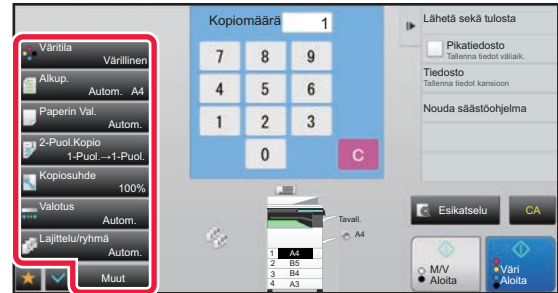 Väritila
Värillinen
Alkup.
Autom. A4
Paperin Val.
Autom.
2-Puol.Kopio
1-Puol.→1-Puol.
Kopiosuhde
100%
Valotus
Autom.
Lajittelu/ryhmä
Autom.
Muut
Kopiomäärä 1
7 8 9
4 5 6
1 2 3
0 C
Tavall.
A4
1 A4
2 B5
3 B4
4 A3
Lähetä sekä tulosta
Pikatiedosto
Tallenna tiedot väliaik.
Tiedosto
Tallenna tiedot kansioon
Nouda säästöohjelma
Esikatselu
CA
M/V
Aloita
Väri
Aloita